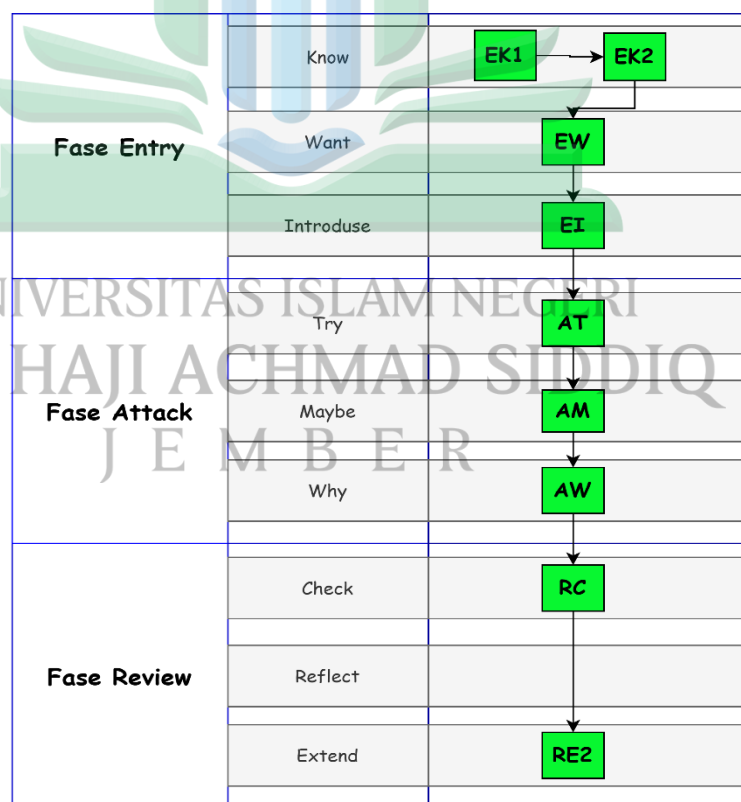 Know EK1 EK2
Fase Entry Want EW
Introduse EI
UNIVERSITAS ISLAM NEGERI
Try AT
HAJI ACHMAD SIDDIQ
Fase Attack Maybe AM
JEMBER
Why AW
Check RC
Fase Review Reflect
Extend RE2